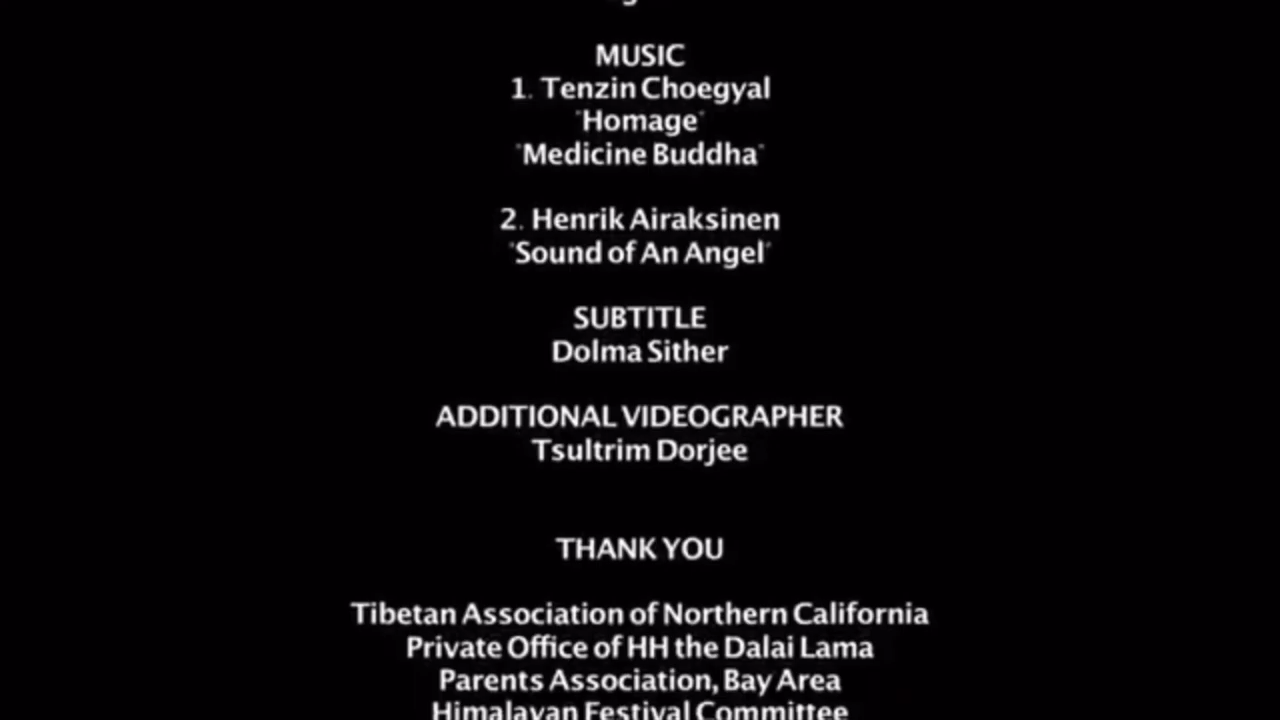 MUSIC
1. Tenzin Choegyal
"Homage"
"Medicine Buddha"
2. Henrik Airaksinen
"Sound of An Angel"
SUBTITLE
Dolma Sither
ADDITIONAL VIDEOGRAPHER
Tsultrim Dorjee
THANK YOU
Tibetan Association of Northern California
Private Office of HH the Dalai Lama
Parents Association, Bay Area
Himalayan Festival Committee